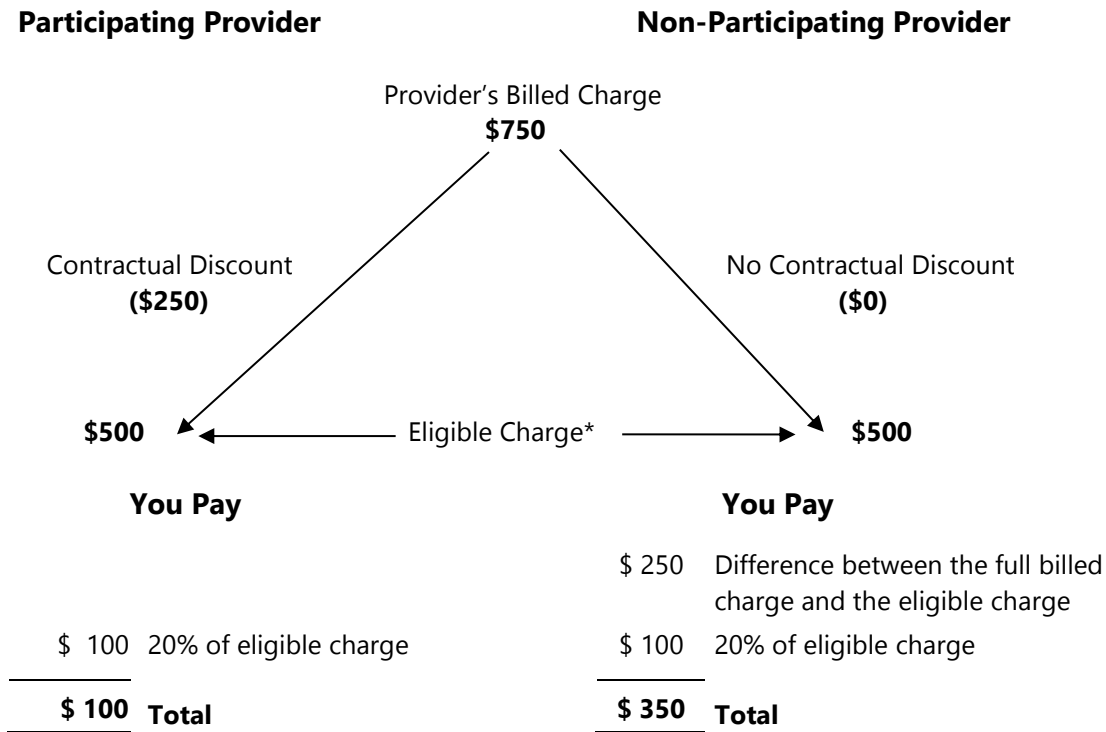 Participating Provider
Non-Participating Provider
Provider's Billed Charge
$750
Contractual Discount
($250)
No Contractual Discount
($0)
$500
Eligible Charge*
$500
You Pay
You Pay
$ 250 Difference between the full billed
charge and the eligible charge
$ 100 20% of eligible charge
$ 100 20% of eligible charge
$ 100 Total
$ 350 Total